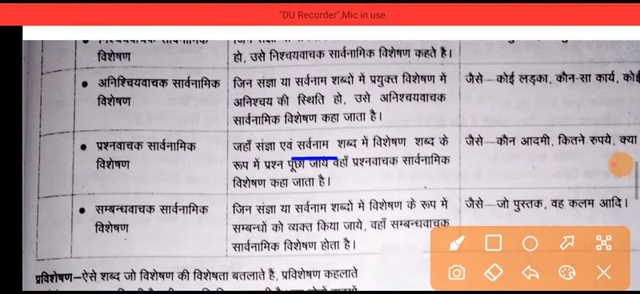 "DU Recorder",Mic in use
विशेषण
हो, उसे निश्चयवाचक सार्वनामिक विशेषण कहते है।
• अनिश्चियवाचक सार्वनामिक
विशेषण
जिन संज्ञा या सर्वनाम शब्दों में प्रयुक्त विशेषण में
अनिश्चय की स्थिति हो, उसे अनिश्चयवाचक
सार्वनामिक विशेषण कहा जाता है।
जैसे—कोई लड़का, कौन-सा कार्य, कोई
• प्रश्नवाचक सार्वनामिक
विशेषण
जहाँ संज्ञा एवं सर्वनाम शब्द में विशेषण शब्द के
रूप में प्रश्न पूँछा जाये वहाँ प्रश्नवाचक सार्वनामिक
विशेषण कहा जाता है।
जैसे—कौन आदमी, कितने रुपये, क्या
• सम्बन्धवाचक सार्वनामिक
विशेषण
जिन संज्ञा या सर्वनाम शब्दो में विशेषण के रूप मे
सम्बन्धों को व्यक्त किया जाये, वहाँ सम्बन्धवाचक
सार्वनामिक विशेषण होता है।
जैसे—जो पुस्तक, वह कलम आदि।
प्रविशेषण—ऐसे शब्द जो विशेषण की विशेषता बतलाते हैं, प्रविशेषण कहलाते